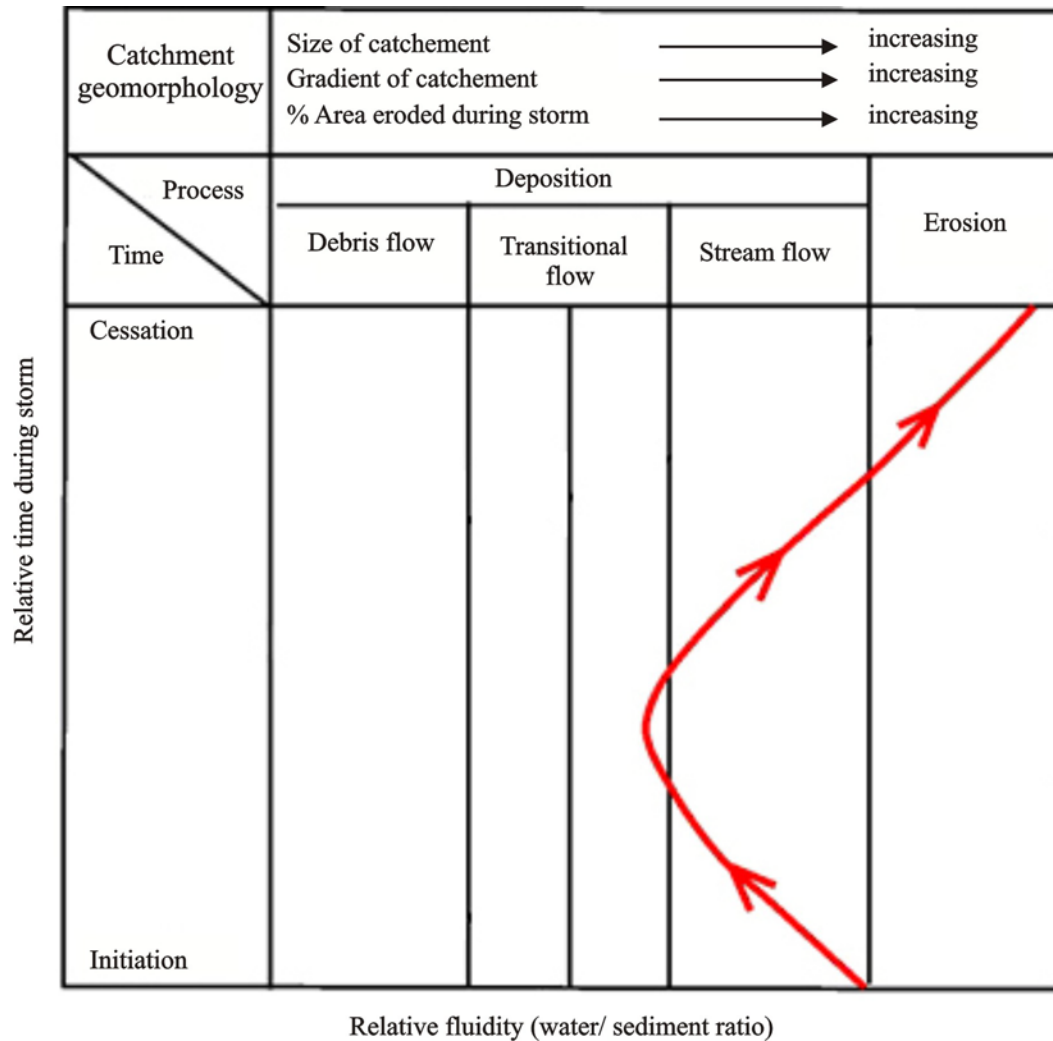 Catchment
geomorphology
Size of catchement increasing
Gradient of catchement increasing
% Area eroded during storm increasing
Process
Time
Deposition
Debris flow
Transitional
flow
Stream flow
Erosion
Cessation
Relative time during storm
Initiation
Relative fluidity (water/ sediment ratio)